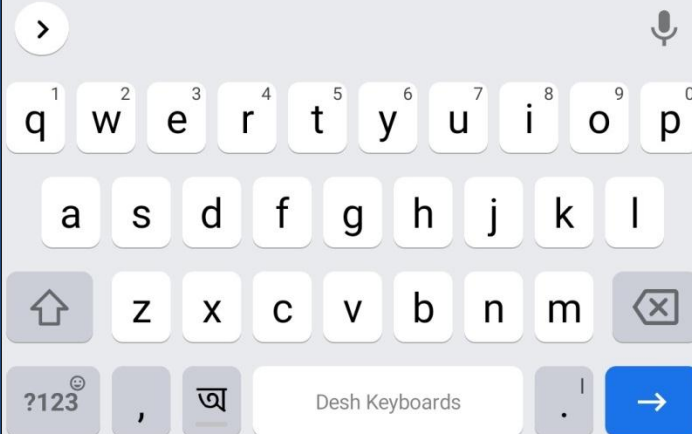 q 1 w 2 e 3 r 4 t 5 y 6 u 7 i 8 o 9 p 0
a s d f g h j k l
z x c v b n m
?123 , অ Desh Keyboards . |